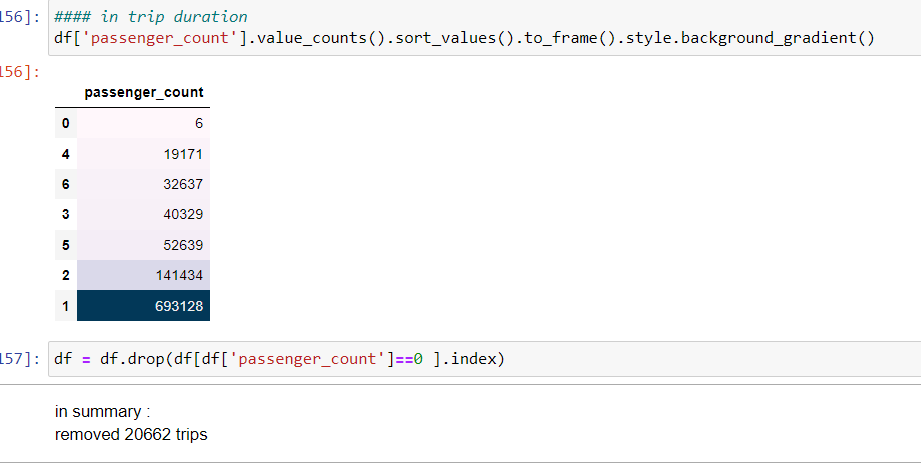 156]: #### in trip duration
df['passenger_count'].value_counts().sort_values().to_frame().style.background_gradient()
156]:
passenger_count
0 6
4 19171
6 32637
3 40329
5 52639
2 141434
1 693128
157]: df = df.drop(df[df['passenger_count']==0 ].index)
in summary :
removed 20662 trips